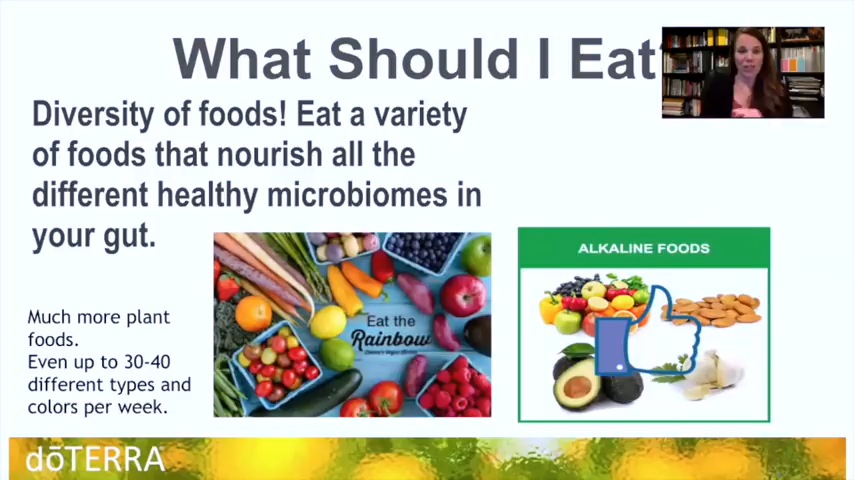 What Should I Eat
Diversity of foods! Eat a variety
of foods that nourish all the
different healthy microbiomes in
your gut.
Much more plant
foods.
Even up to 30-40
different types and
colors per week.
Eat the
Rainbow
ALKALINE FOODS
dōTERRA